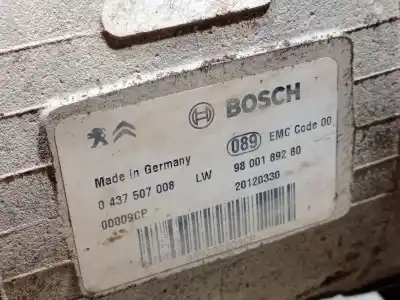 BOSCH
089 EMC Code 00
Made in Germany
0 437 507 008 LW 98 001 892 80
00009CP 20120330